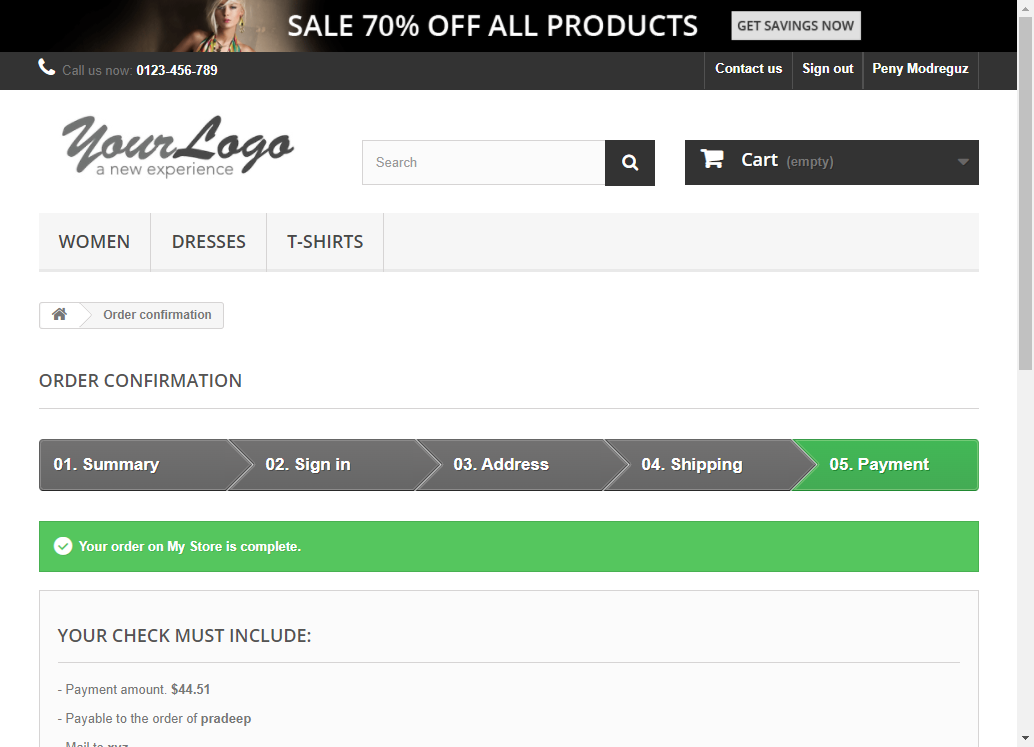 SALE 70% OFF ALL PRODUCTS GET SAVINGS NOW
Call us now: 0123-456-789 Contact us Sign out Peny Modreguz
YourLogo
a new experience
Search Cart (empty)
WOMEN DRESSES T-SHIRTS
Order confirmation
ORDER CONFIRMATION
01. Summary 02. Sign in 03. Address 04. Shipping 05. Payment
Your order on My Store is complete.
YOUR CHECK MUST INCLUDE:
- Payment amount. $44.51
- Payable to the order of pradeep
- Mail to xyz